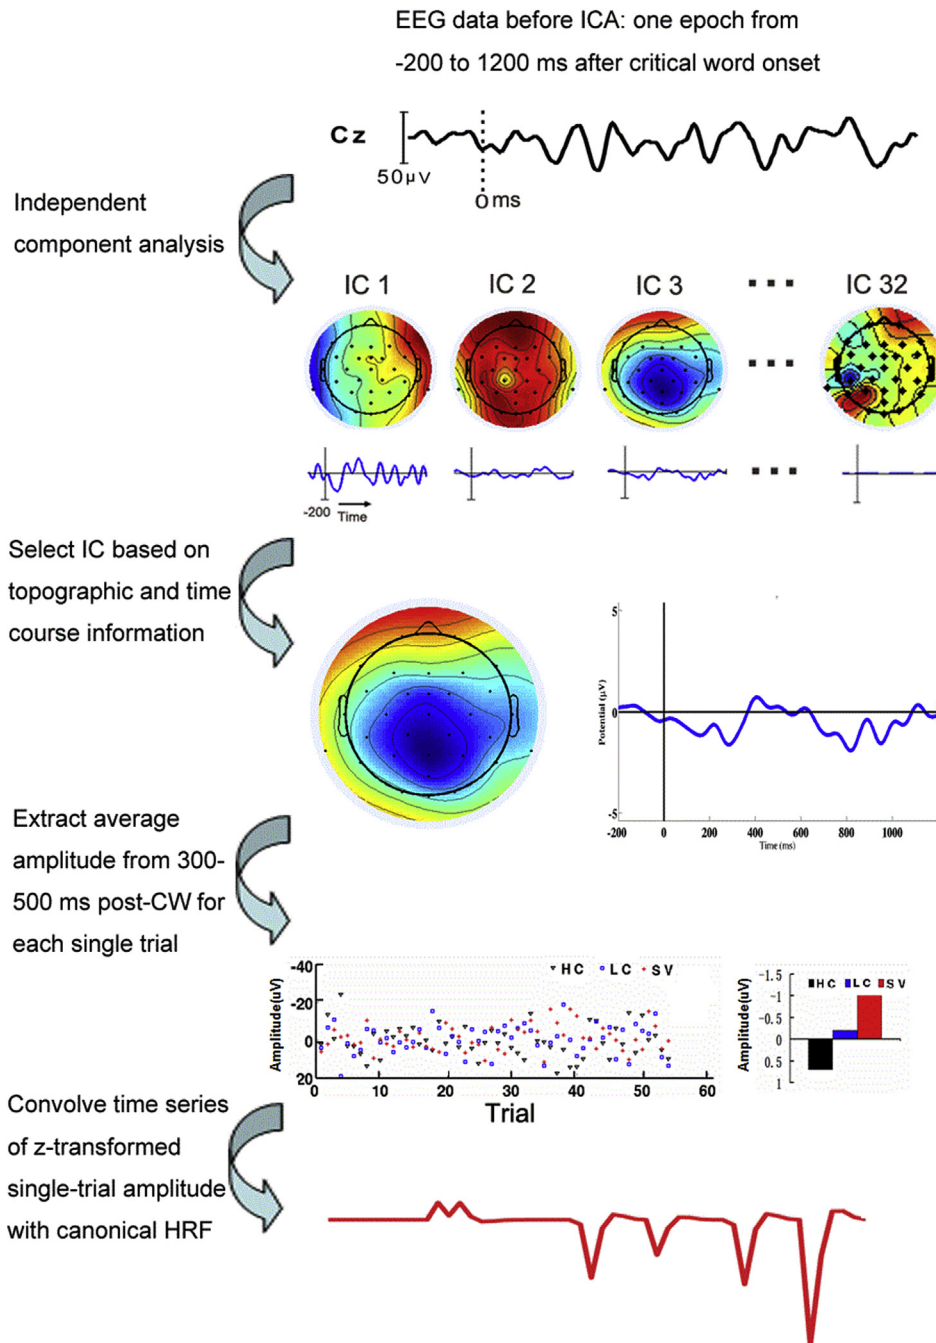 EEG data before ICA: one epoch from
-200 to 1200 ms after critical word onset
Cz
50μV
0 ms
Independent
component analysis
IC 1 IC 2 IC 3 ▪ ▪ ▪ IC 32
▪ ▪ ▪
▪ ▪ ▪
-200 Time
Select IC based on
topographic and time
course information
5
0
-5
Potential (μV)
-200 0 200 400 600 800 1000
Time (ms)
Extract average
amplitude from 300-
500 ms post-CW for
each single trial
-40
-20
0
20
Amplitude(uV)
HC LC SV
0 10 20 30 40 50 60
Trial
-1.5
-1
-0.5
0
0.5
1
Amplitude(uV)
HC LC SV
Convolve time series
of z-transformed
single-trial amplitude
with canonical HRF